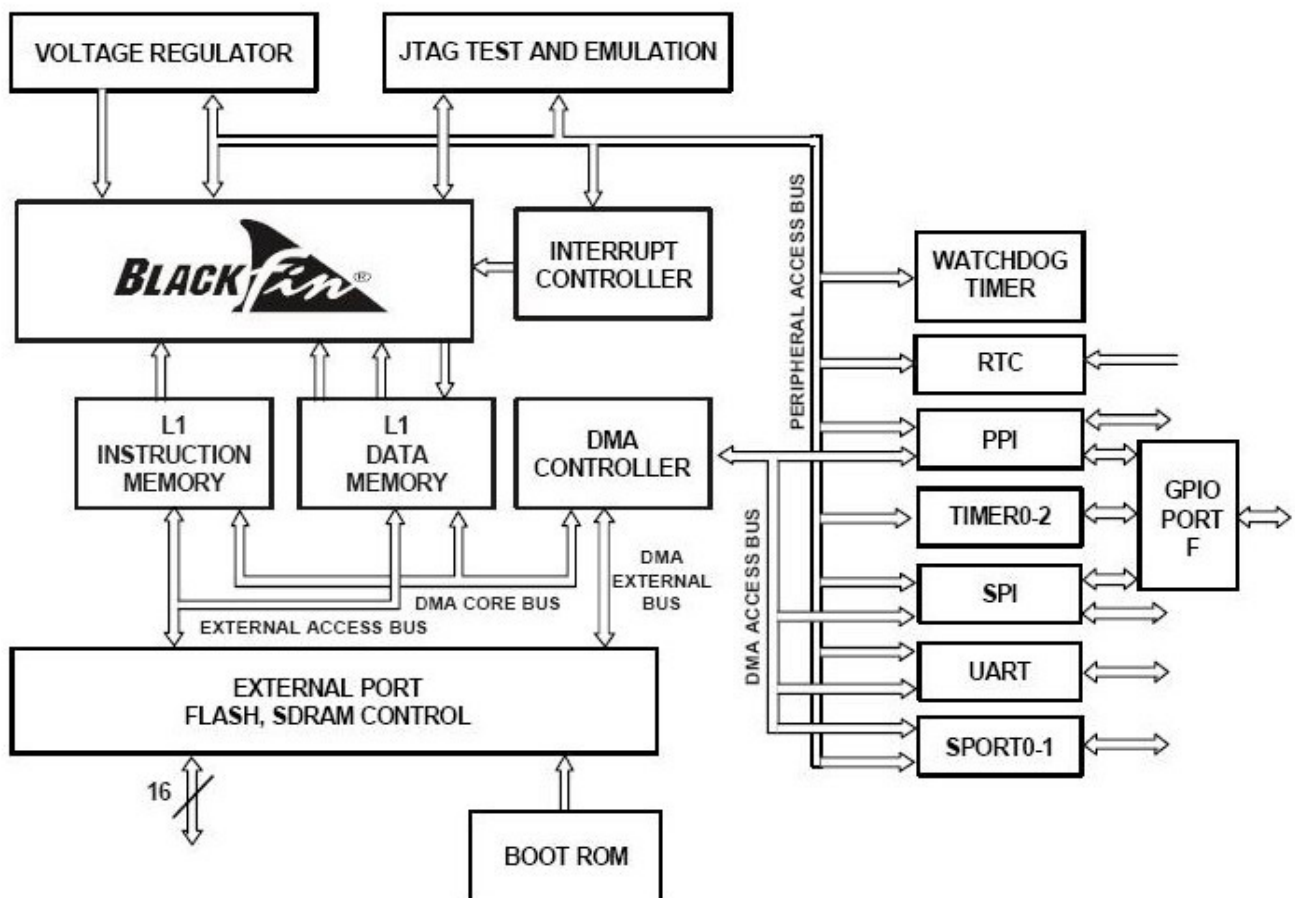 VOLTAGE REGULATOR
JTAG TEST AND EMULATION
BLACKfin®
INTERRUPT
CONTROLLER
PERIPHERAL ACCESS BUS
WATCHDOG
TIMER
RTC
L1
INSTRUCTION
MEMORY
L1
DATA
MEMORY
DMA
CONTROLLER
PPI
GPIO
PORT
F
TIMER0-2
DMA
EXTERNAL
BUS
DMA ACCESS BUS
DMA CORE BUS
SPI
EXTERNAL ACCESS BUS
UART
EXTERNAL PORT
FLASH, SDRAM CONTROL
SPORT0-1
16
BOOT ROM